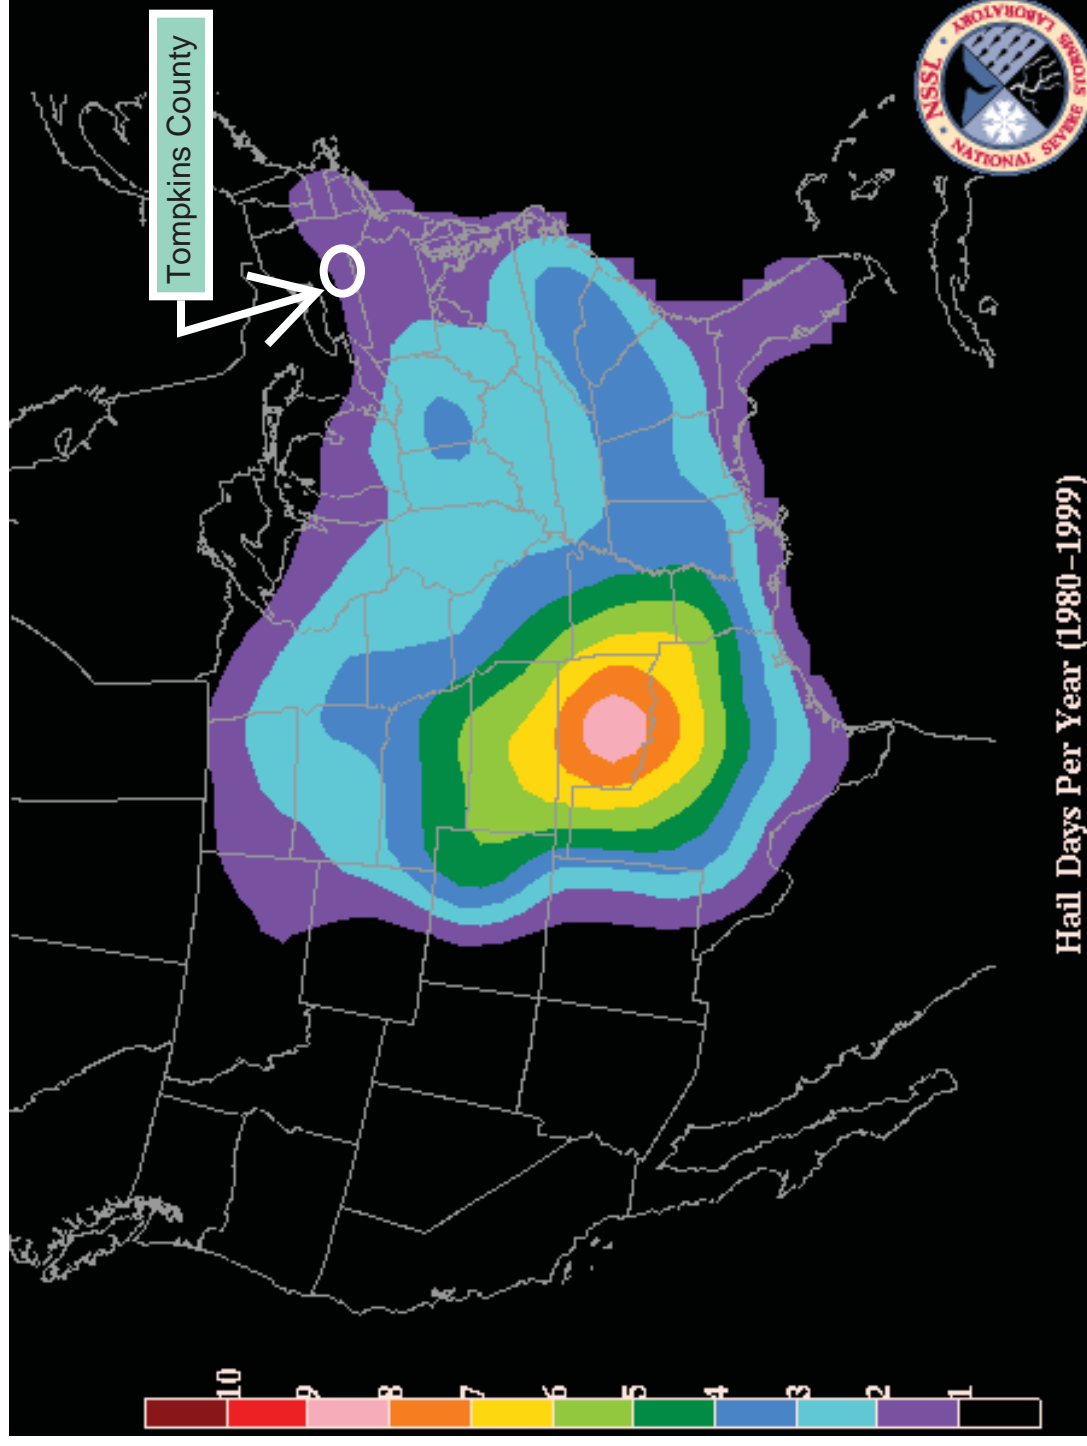 Tompkins County
NSSL
NATIONAL SEVERE STORMS LABORATORY
10
9
8
7
6
5
4
3
2
1
Hail Days Per Year (1980–1999)